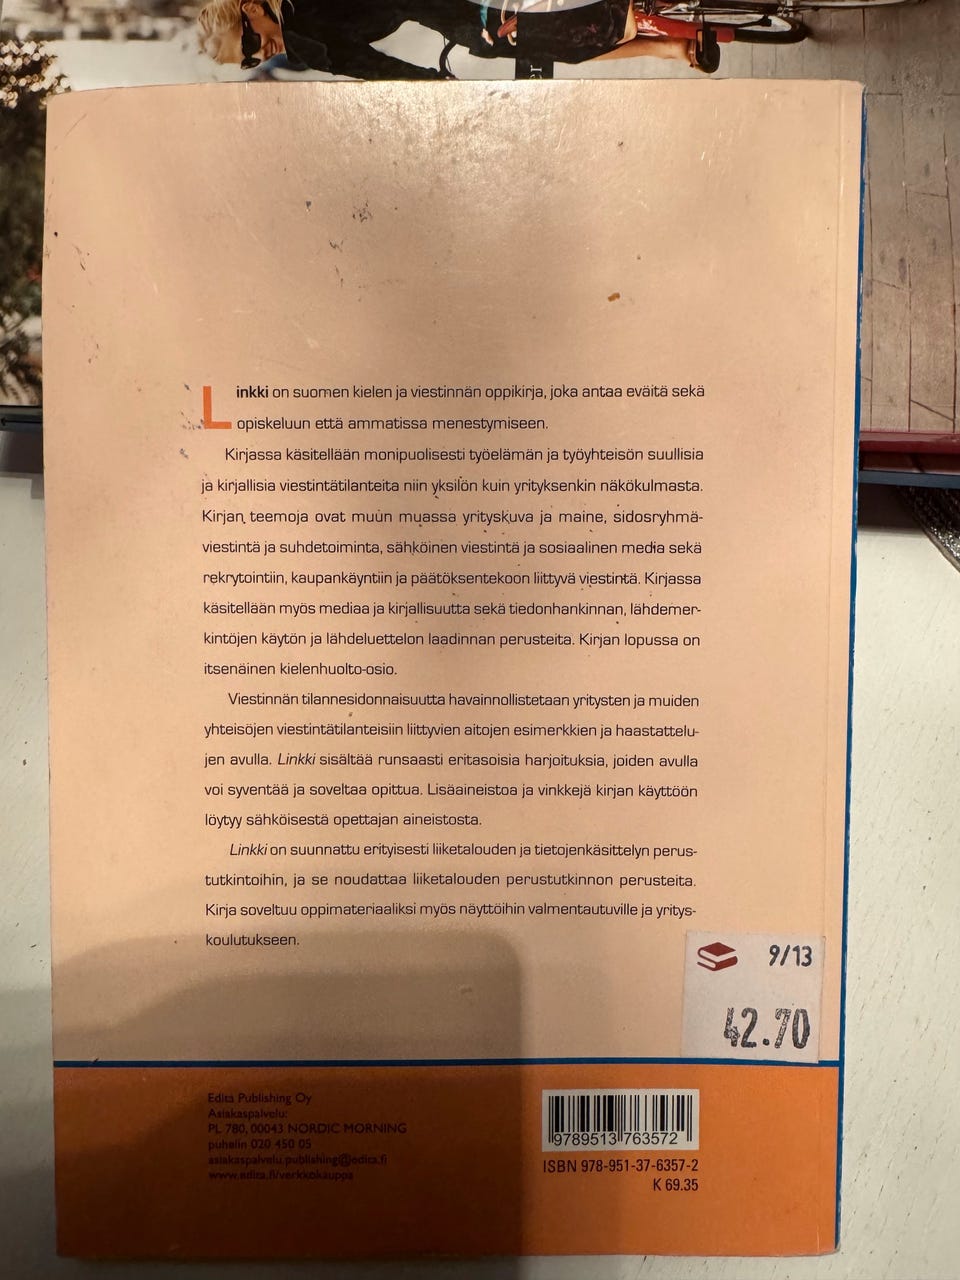 er
Linkki on suomen kielen ja viestinnän oppikirja, joka antaa eväitä sekä
opiskeluun että ammatissa menestymiseen.
Kirjassa käsitellään monipuolisesti työelämän ja työyhteisön suullisia
ja kirjallisia viestintätilanteita niin yksilön kuin yrityksenkin näkökulmasta.
Kirjan teemoja ovat muun muassa yrityskuva ja maine, sidosryhmä-
viestintä ja suhdetoiminta, sähköinen viestintä ja sosiaalinen media sekä
rekrytointiin, kaupankäyntiin ja päätöksentekoon liittyvä viestintä. Kirjassa
käsitellään myös mediaa ja kirjallisuutta sekä tiedonhankinnan, lähdemer-
kintöjen käytön ja lähdeluettelon laadinnan perusteita. Kirjan lopussa on
itsenäinen kielenhuolto-osio.
Viestinnän tilannesidonnaisuutta havainnollistetaan yritysten ja muiden
yhteisöjen viestintätilanteisiin liittyvien aitojen esimerkkien ja haastattelu-
jen avulla. Linkki sisältää runsaasti eritasoisia harjoituksia, joiden avulla
voi syventää ja soveltaa opittua. Lisäaineistoa ja vinkkejä kirjan käyttöön
löytyy sähköisestä opettajan aineistosta.
Linkki on suunnattu erityisesti liiketalouden ja tietojenkäsittelyn perus-
tutkintoihin, ja se noudattaa liiketalouden perustutkinnon perusteita.
Kirja soveltuu oppimateriaaliksi myös näyttöihin valmentautuville ja yritys-
koulutukseen.
9/13
42.70
Edita Publishing Oy
Asiakaspalvelu:
PL 780, 00043 NORDIC MORNING
puhelin 020 450 05
asiakaspalvelu.publishing@edita.fi
www.edita.fi/verkkokauppa
9789513763572
ISBN 978-951-37-6357-2
K 69.35